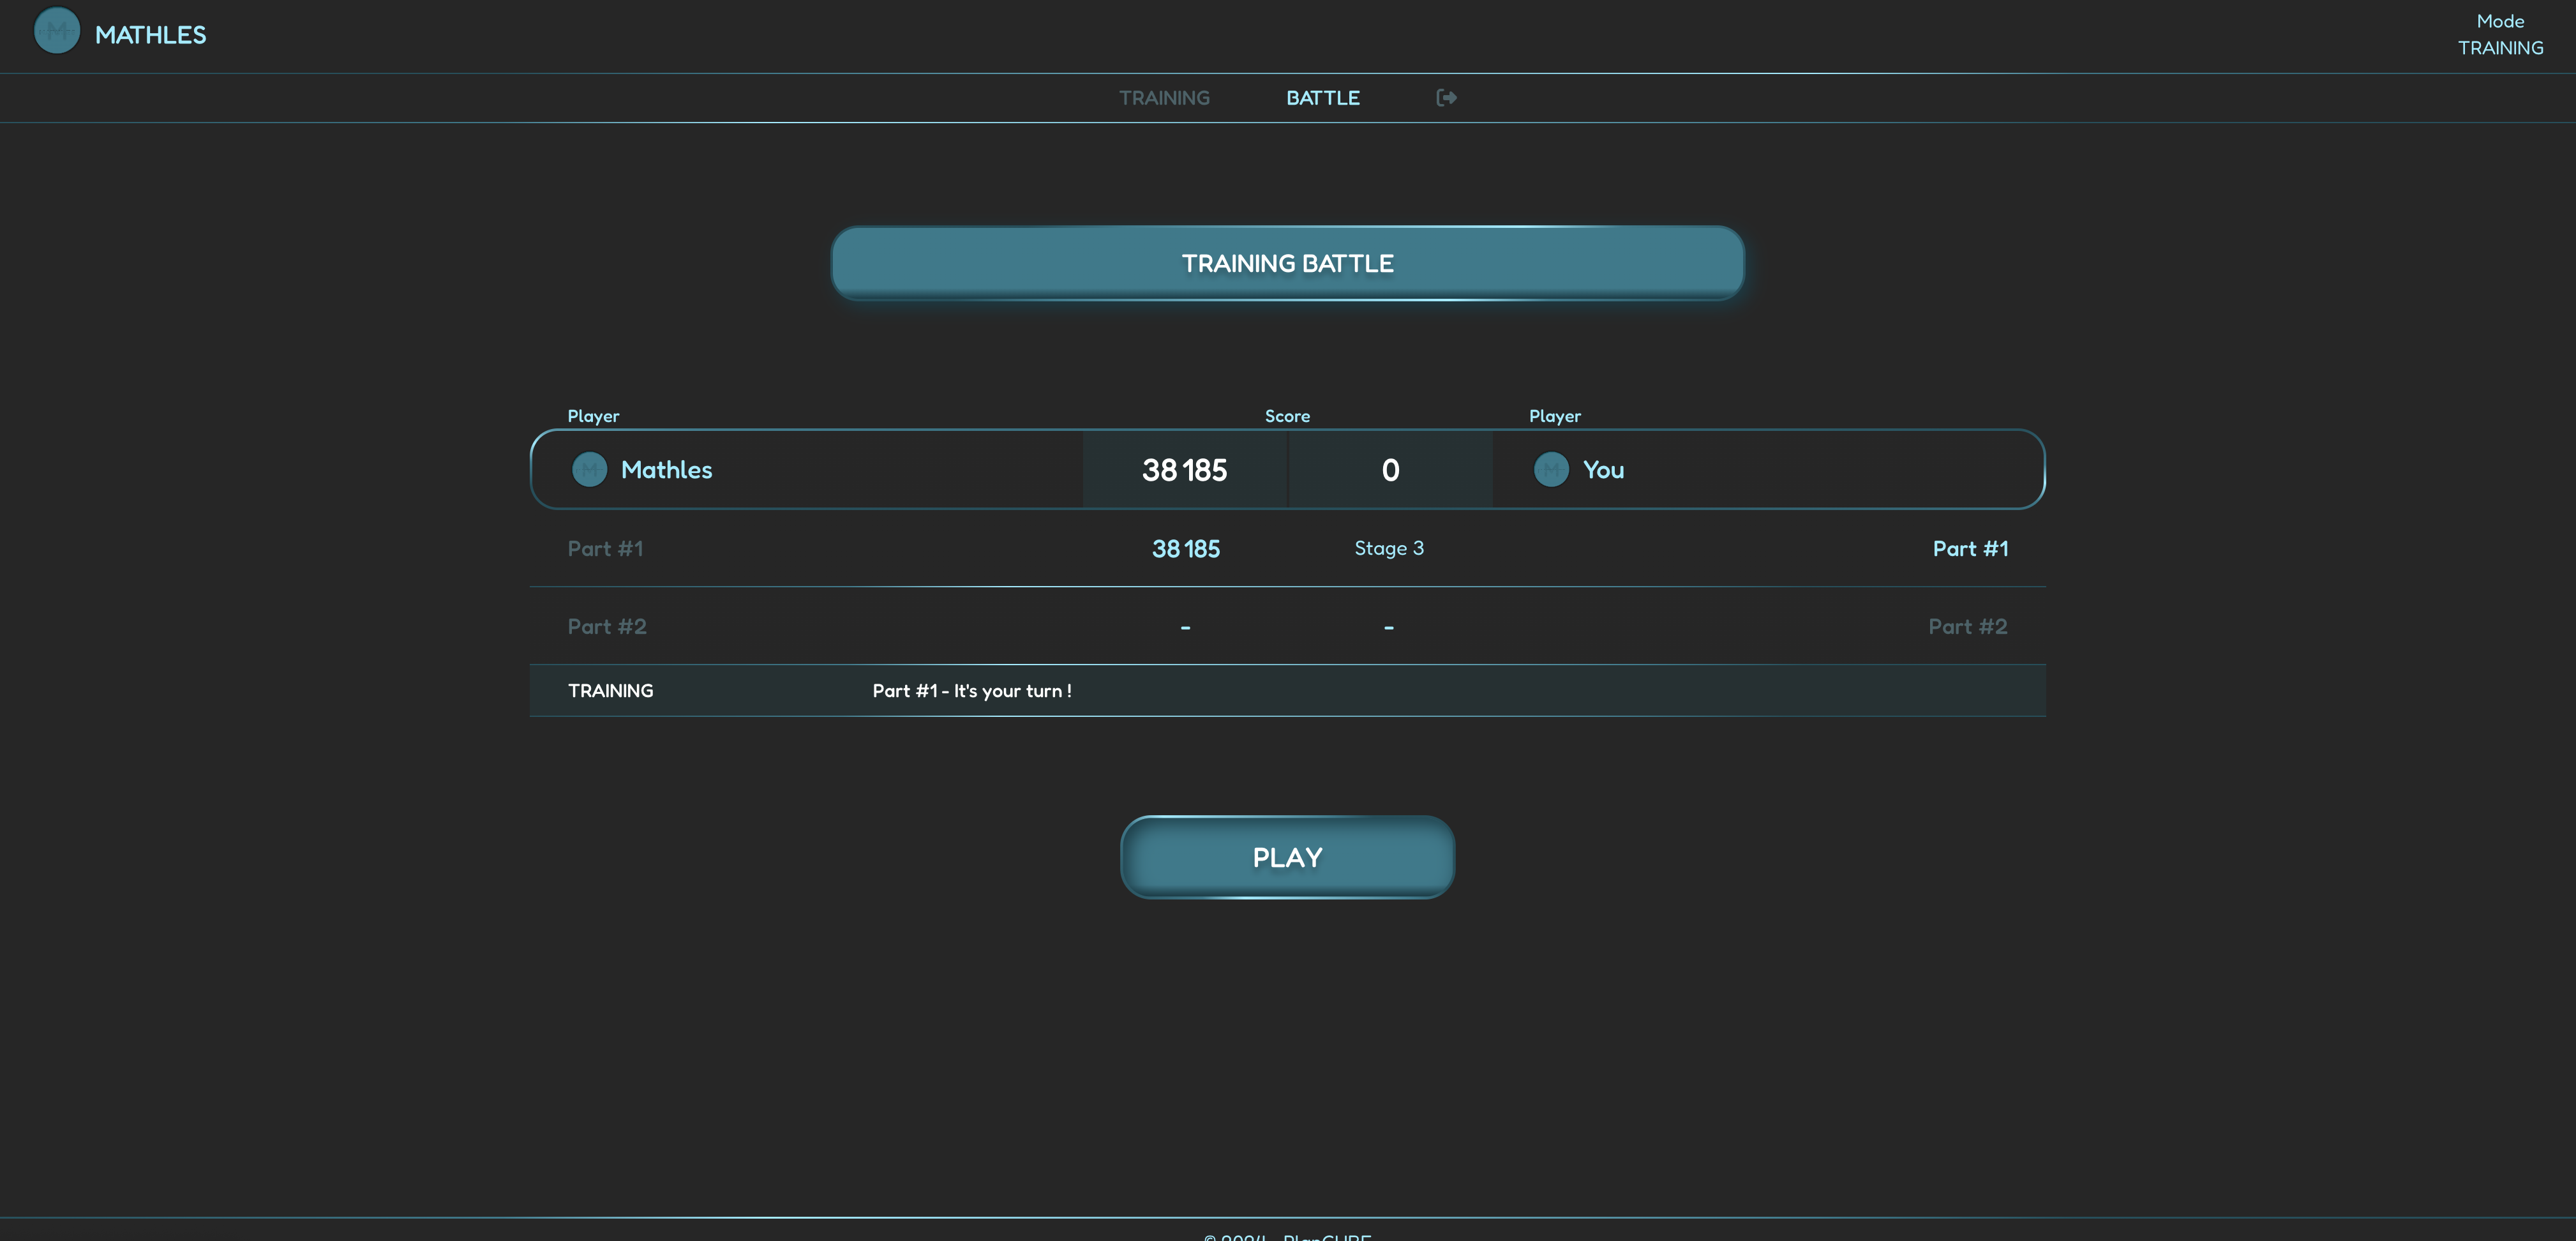 MATHLES
Mode
TRAINING
TRAINING BATTLE
TRAINING BATTLE
Player Score Player
Mathles 38 185 0 You
Part #1 38 185 Stage 3 Part #1
Part #2 - - Part #2
TRAINING Part #1 - It's your turn !
PLAY